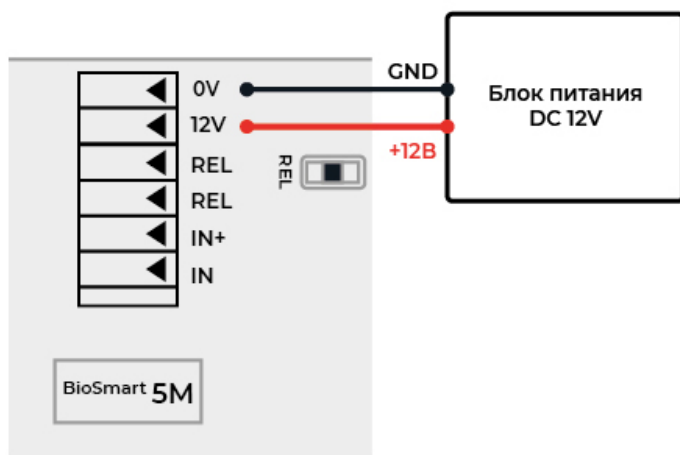 GND
0V
12V
+12В
Блок питания
DC 12V
REL
REL
REL
IN+
IN
BioSmart 5M